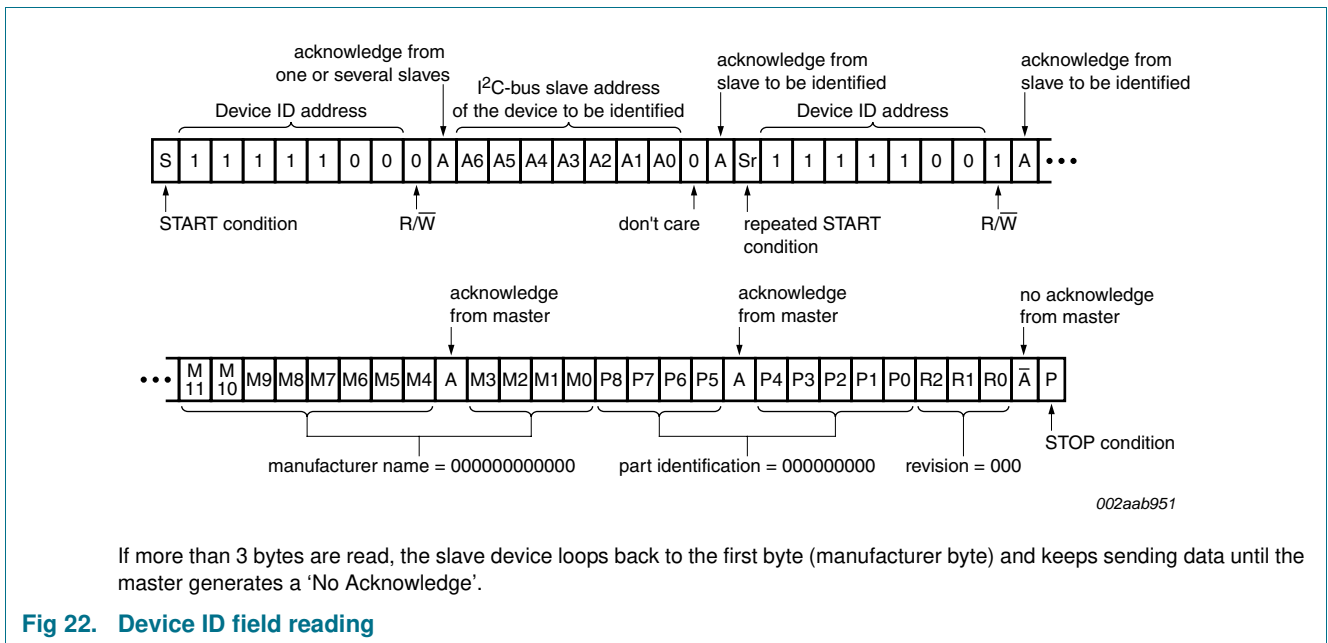 acknowledge from
one or several slaves
I2C-bus slave address
of the device to be identified
acknowledge from
slave to be identified
acknowledge from
slave to be identified
Device ID address
Device ID address
S 1 1 1 1 1 0 0 0 A A6 A5 A4 A3 A2 A1 A0 0 A Sr 1 1 1 1 1 0 0 1 A •••
START condition
R/W̅
don't care
repeated START
condition
R/W̅
acknowledge
from master
acknowledge
from master
no acknowledge
from master
••• M11 M10 M9 M8 M7 M6 M5 M4 A M3 M2 M1 M0 P8 P7 P6 P5 A P4 P3 P2 P1 P0 R2 R1 R0 A̅ P
STOP condition
manufacturer name = 000000000000
part identification = 000000000
revision = 000
002aab951
If more than 3 bytes are read, the slave device loops back to the first byte (manufacturer byte) and keeps sending data until the
master generates a ‘No Acknowledge’.
Fig 22. Device ID field reading